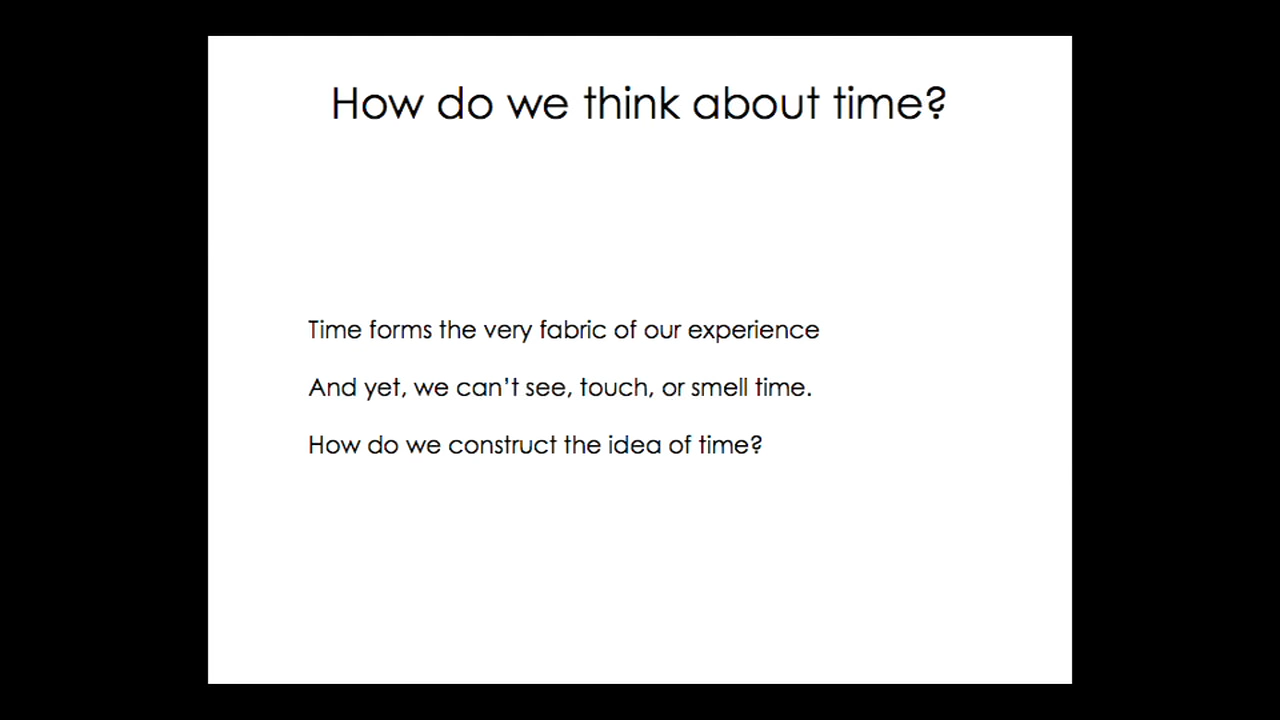 How do we think about time?
Time forms the very fabric of our experience
And yet, we can’t see, touch, or smell time.
How do we construct the idea of time?